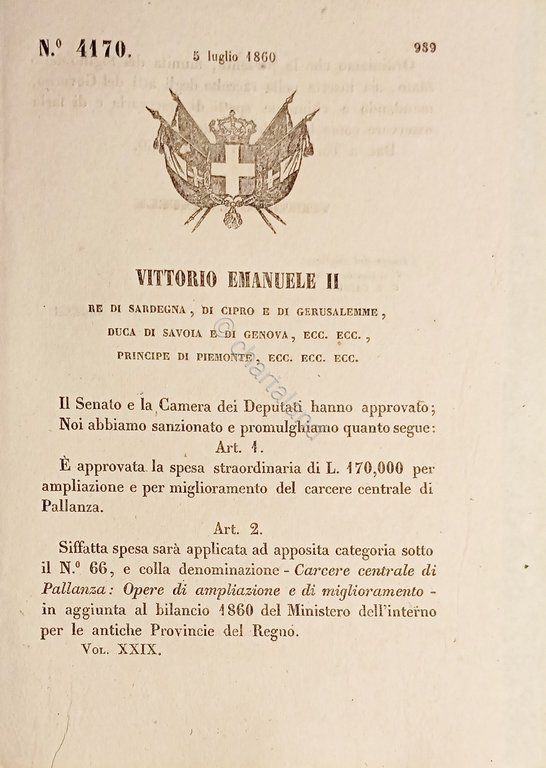 N.º 4170.
5 luglio 1860
989
VITTORIO EMANUELE II
RE DI SARDEGNA, DI CIPRO E DI GERUSALEMME,
DUCA DI SAVOIA E DI GENOVA, ECC. ECC.,
PRINCIPE DI PIEMONTE, ECC. ECC. ECC.
Il Senato e la Camera dei Deputati hanno approvato;
Noi abbiamo sanzionato e promulghiamo quanto segue:
Art. 1.
È approvata la spesa straordinaria di L. 170,000 per
ampliazione e per miglioramento del carcere centrale di
Pallanza.
Art. 2.
Siffatta spesa sarà applicata ad apposita categoria sotto
il N.º 66, e colla denominazione - Carcere centrale di
Pallanza: Opere di ampliazione e di miglioramento -
in aggiunta al bilancio 1860 del Ministero dell'interno
per le antiche Provincie del Regno.
VOL. XXIX.